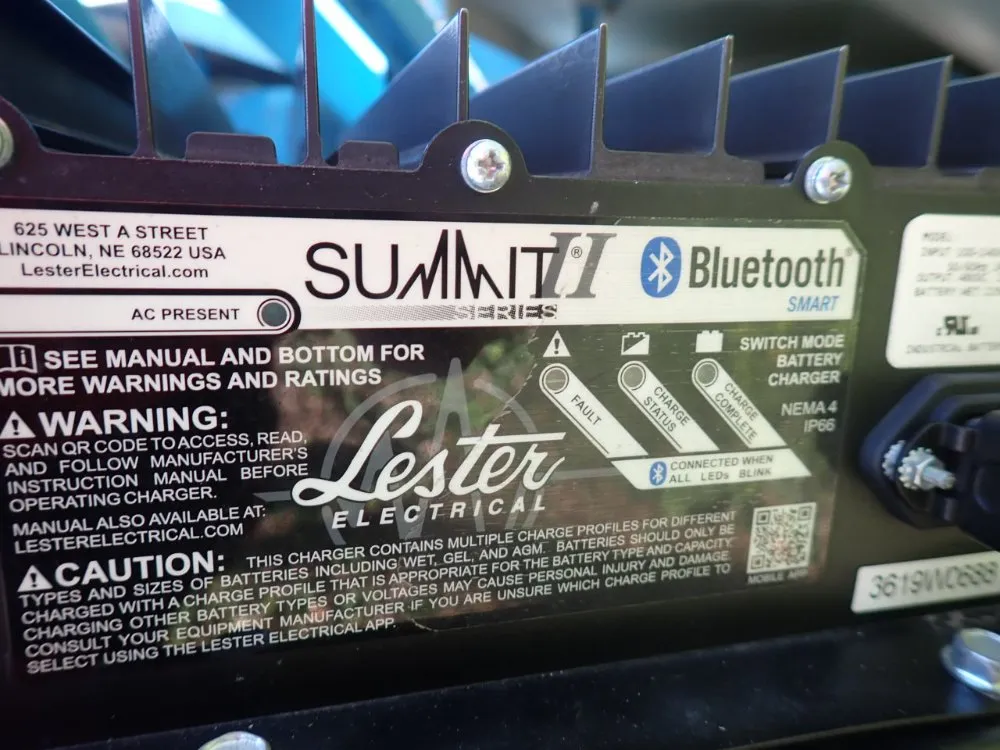 625 WEST A STREET
LINCOLN, NE 68522 USA
LesterElectrical.com
SUMMIT II®
SERIES
Bluetooth®
SMART
AC PRESENT
SEE MANUAL AND BOTTOM FOR
MORE WARNINGS AND RATINGS
WARNING:
SCAN QR CODE TO ACCESS, READ,
AND FOLLOW MANUFACTURER'S
INSTRUCTION MANUAL BEFORE
OPERATING CHARGER.
MANUAL ALSO AVAILABLE AT:
LESTERELECTRICAL.COM
Lester
ELECTRICAL
FAULT
CHARGE
STATUS
CHARGE
COMPLETE
CONNECTED WHEN
ALL LEDs BLINK
SWITCH MODE
BATTERY
CHARGER
NEMA 4
IP66
CAUTION: THIS CHARGER CONTAINS MULTIPLE CHARGE PROFILES FOR DIFFERENT
TYPES AND SIZES OF BATTERIES INCLUDING WET, GEL, AND AGM. BATTERIES SHOULD ONLY BE
CHARGED WITH A CHARGE PROFILE THAT IS APPROPRIATE FOR THE BATTERY TYPE AND CAPACITY.
CHARGING OTHER BATTERY TYPES OR VOLTAGES MAY CAUSE PERSONAL INJURY AND DAMAGE.
CONSULT YOUR EQUIPMENT MANUFACTURER IF YOU ARE UNSURE WHICH CHARGE PROFILE TO
SELECT USING THE LESTER ELECTRICAL APP.
MOBILE APP
MODEL:
INPUT
OUTPUT
BATTERY
INDUSTRIAL
3619W0688